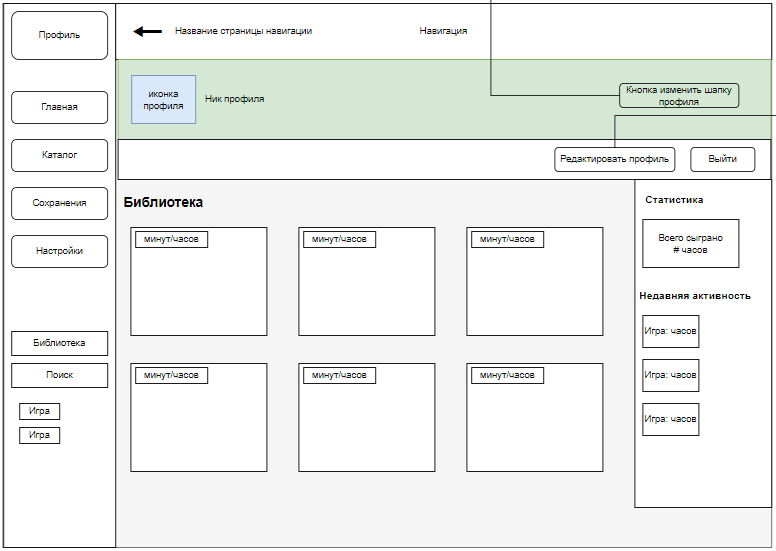 Профиль
Название страницы навигации
Навигация
иконка
профиля
Ник профиля
Кнопка изменить шапку
профиля
Главная
Каталог
Редактировать профиль
Выйти
Сохранения
Настройки
Библиотека
Поиск
Игра
Игра
Библиотека
минут/часов
минут/часов
минут/часов
минут/часов
минут/часов
минут/часов
Статистика
Всего сыграно
# часов
Недавняя активность
Игра: часов
Игра: часов
Игра: часов